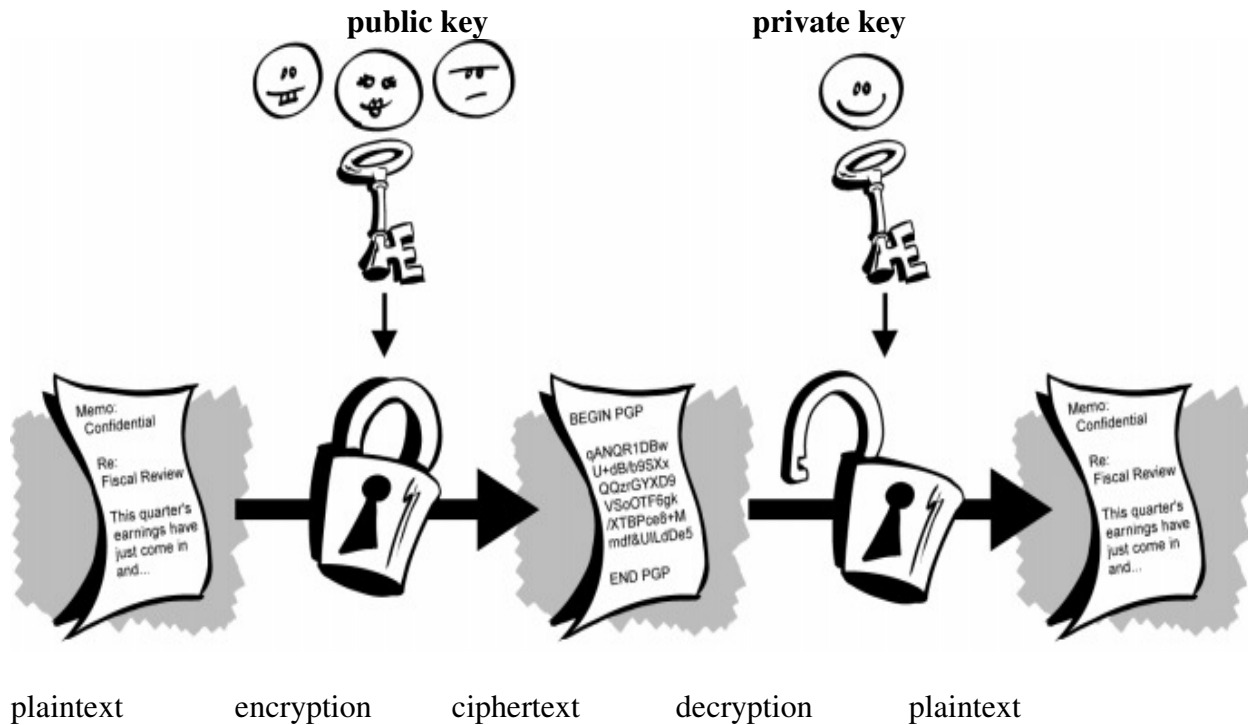 public key private key
Memo:
Confidential
Re:
Fiscal Review
This quarter's
earnings have
just come in
and...
BEGIN PGP
qANQR1DBw
U+dB/b9SXx
QQzrGYXD9
VSoOTF6gk
/XTBPce8+M
mdf&UlLdDe5
END PGP
Memo:
Confidential
Re:
Fiscal Review
This quarter's
earnings have
just come in
and...
plaintext encryption ciphertext decryption plaintext